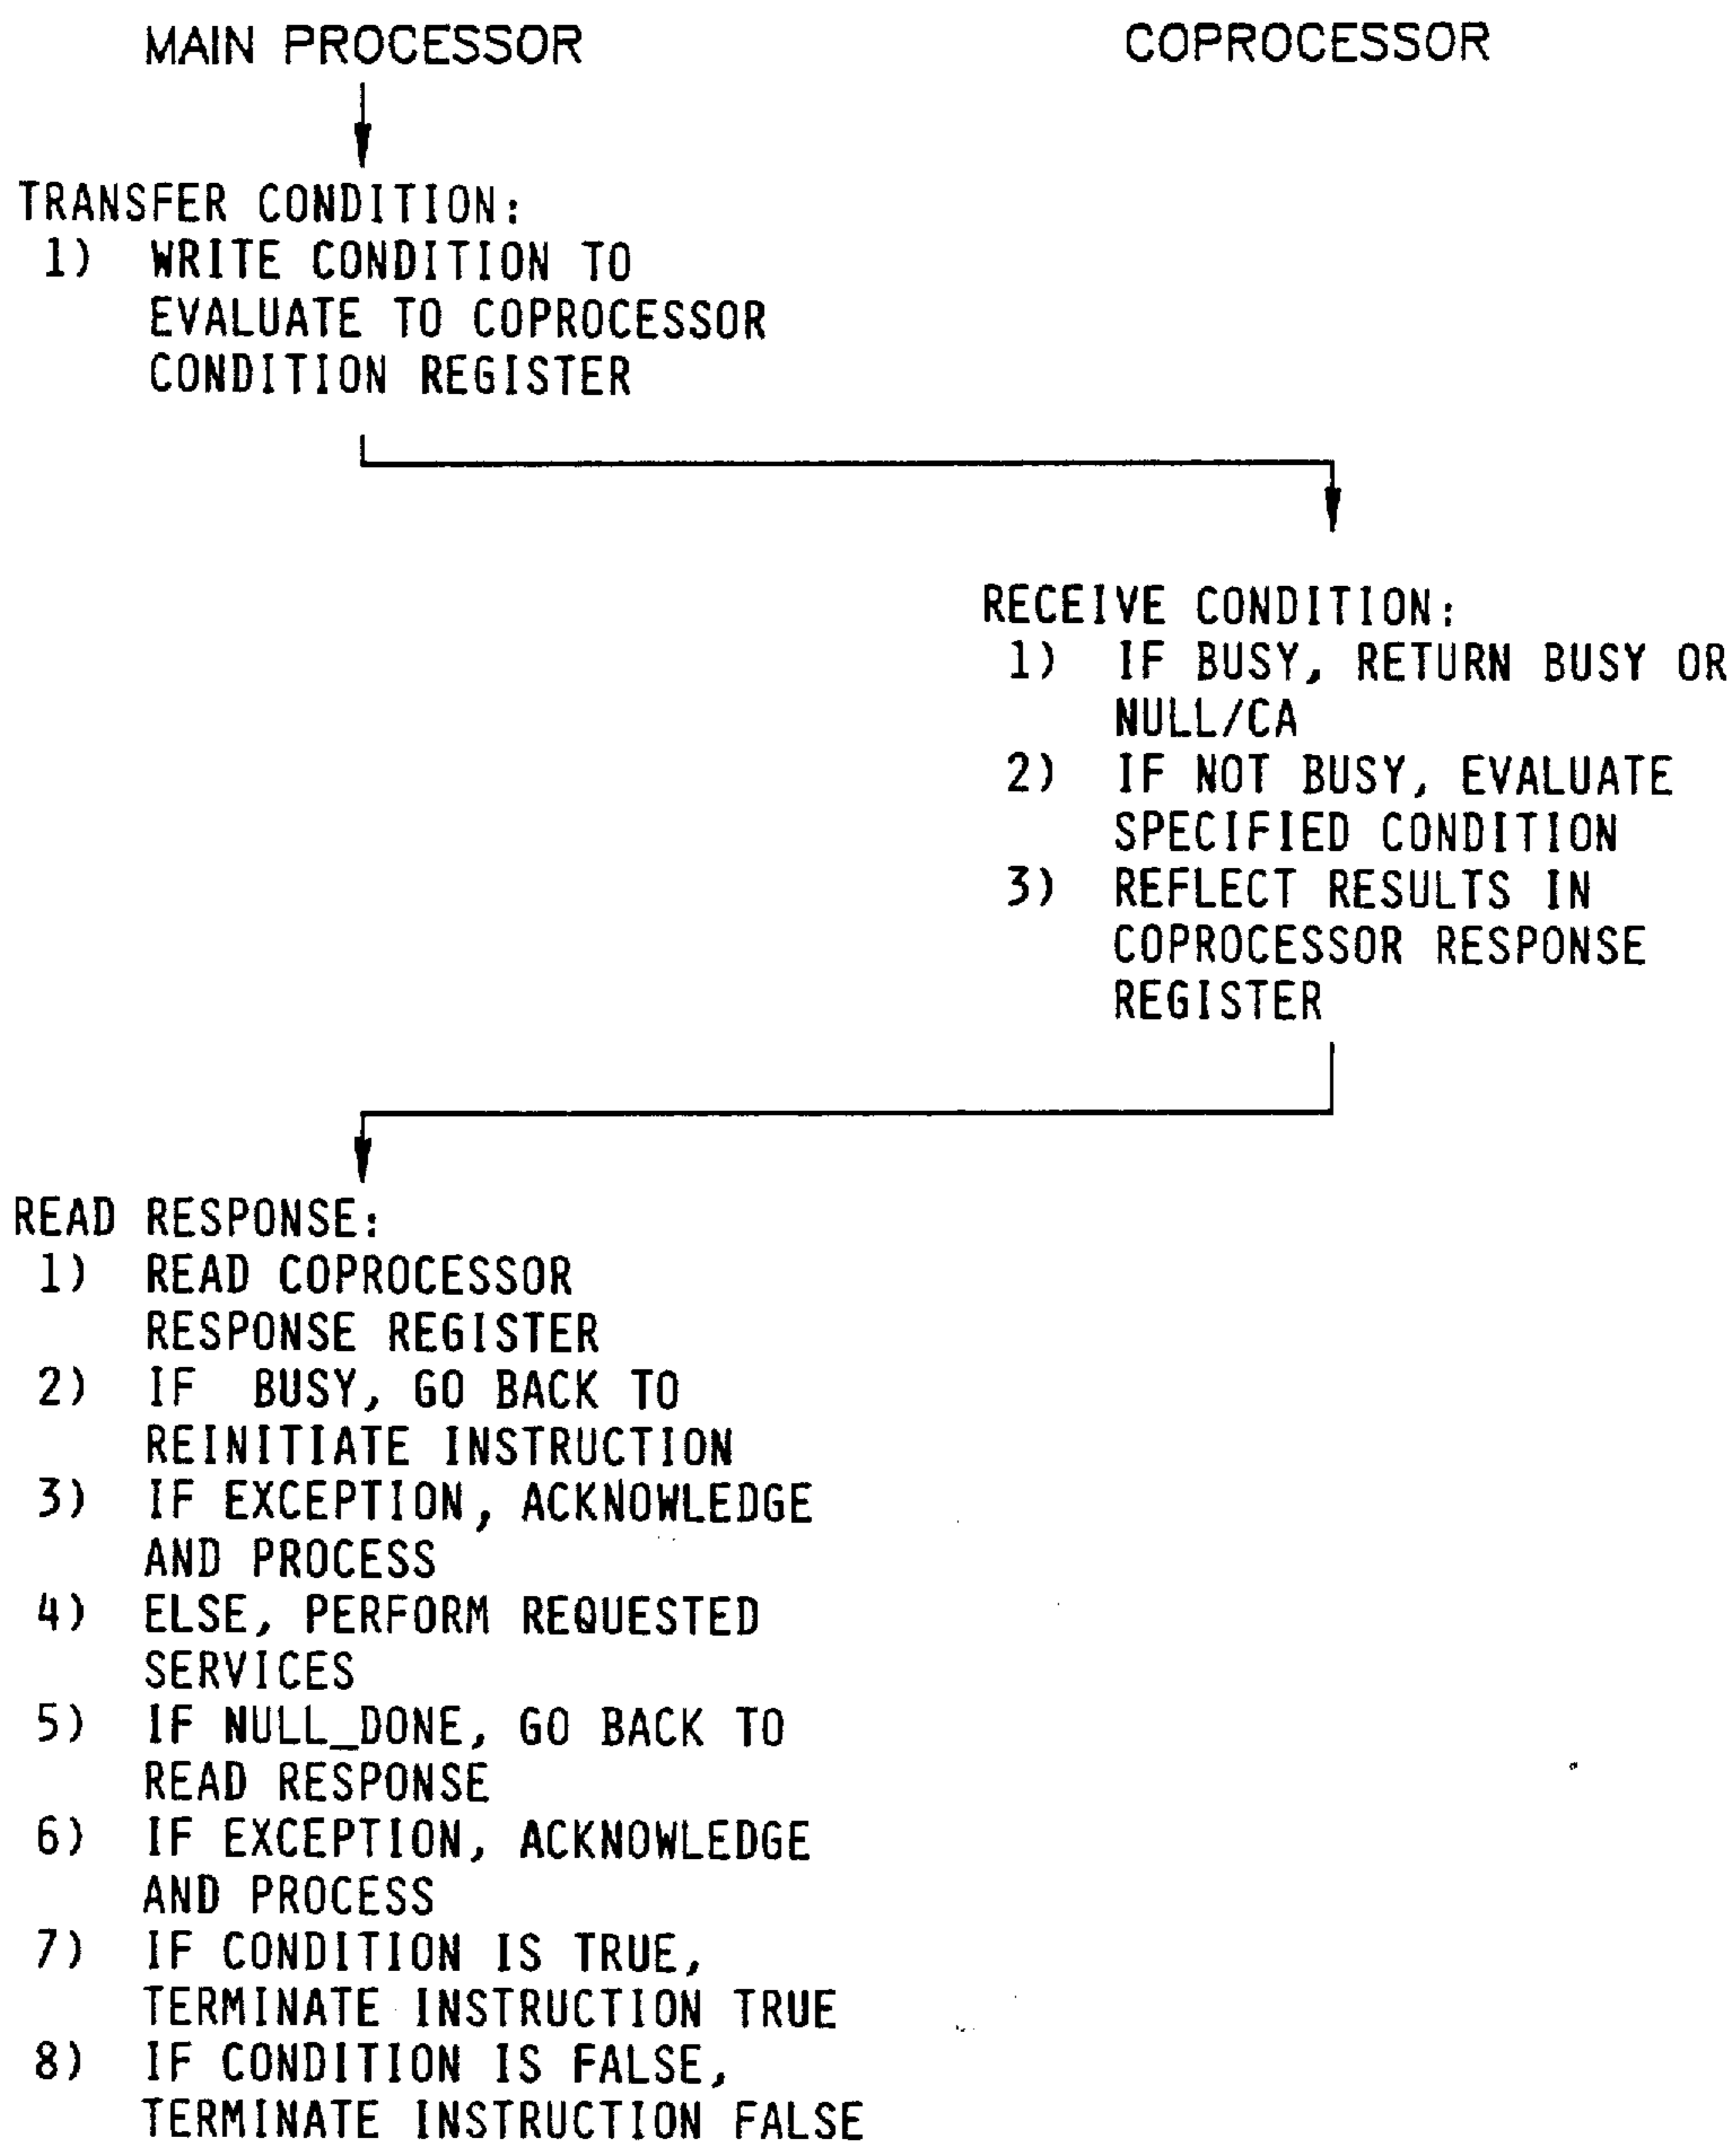 MAIN PROCESSOR
COPROCESSOR
TRANSFER CONDITION:
1) WRITE CONDITION TO
EVALUATE TO COPROCESSOR
CONDITION REGISTER
RECEIVE CONDITION:
1) IF BUSY, RETURN BUSY OR
NULL/CA
2) IF NOT BUSY, EVALUATE
SPECIFIED CONDITION
3) REFLECT RESULTS IN
COPROCESSOR RESPONSE
REGISTER
READ RESPONSE:
1) READ COPROCESSOR
RESPONSE REGISTER
2) IF BUSY, GO BACK TO
REINITIATE INSTRUCTION
3) IF EXCEPTION, ACKNOWLEDGE
AND PROCESS
4) ELSE, PERFORM REQUESTED
SERVICES
5) IF NULL_DONE, GO BACK TO
READ RESPONSE
6) IF EXCEPTION, ACKNOWLEDGE
AND PROCESS
7) IF CONDITION IS TRUE,
TERMINATE INSTRUCTION TRUE
8) IF CONDITION IS FALSE,
TERMINATE INSTRUCTION FALSE